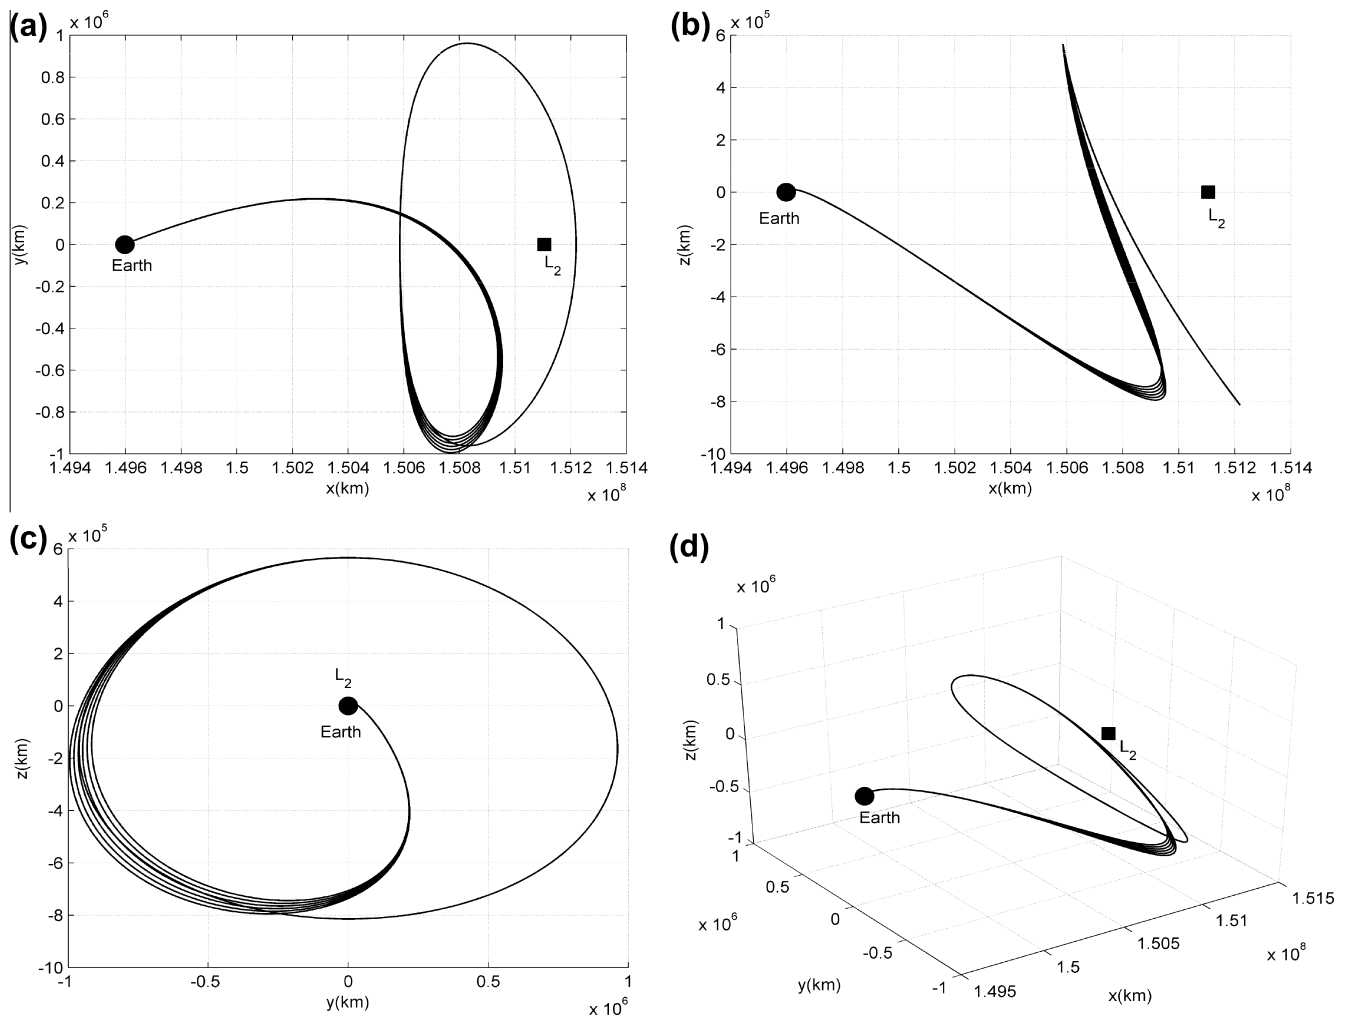 (a)
x 10^6
1
0.8
0.6
0.4
0.2
0
-0.2
-0.4
-0.6
-0.8
-1
y(km)
Earth
L_2
1.494 1.496 1.498 1.5 1.502 1.504 1.506 1.508 1.51 1.512 1.514
x(km)
x 10^8
(b)
x 10^5
6
4
2
0
-2
-4
-6
-8
-10
z(km)
Earth
L_2
1.494 1.496 1.498 1.5 1.502 1.504 1.506 1.508 1.51 1.512 1.514
x(km)
x 10^8
(c)
x 10^5
6
4
2
0
-2
-4
-6
-8
-10
z(km)
L_2
Earth
-1 -0.5 0 0.5 1
y(km)
x 10^6
(d)
x 10^6
1
0.5
0
-0.5
-1
z(km)
L_2
Earth
1
0.5
0
-0.5
-1
x 10^6
y(km)
1.495
1.5
1.505
1.51
1.515
x 10^8
x(km)